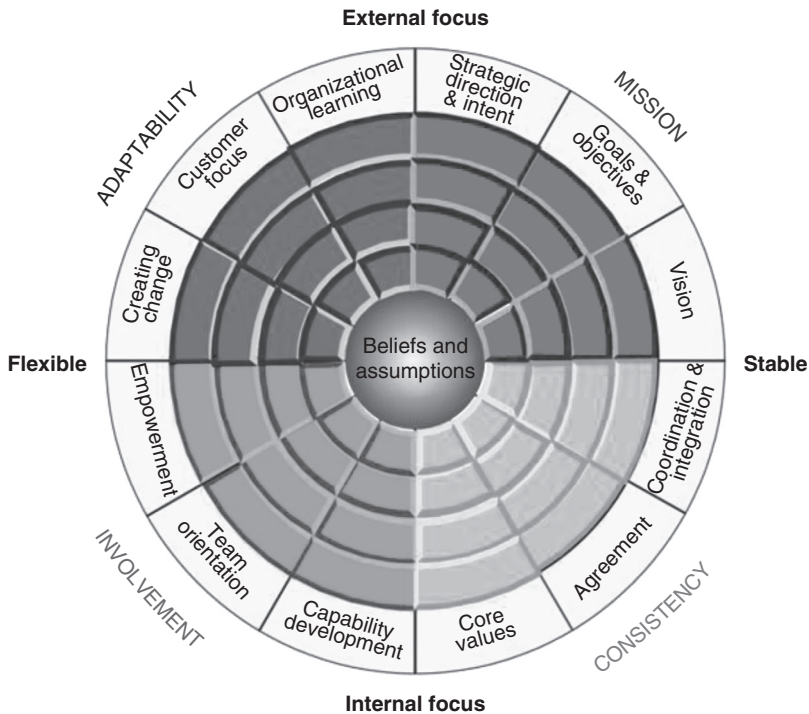 External focus
ADAPTABILITY
MISSION
Organizational
learning
Strategic
direction
& intent
Customer
focus
Goals &
objectives
Creating
change
Vision
Flexible
Beliefs and
assumptions
Stable
Empowerment
Coordination &
integration
Team
orientation
Agreement
Capability
development
Core
values
INVOLVEMENT
CONSISTENCY
Internal focus